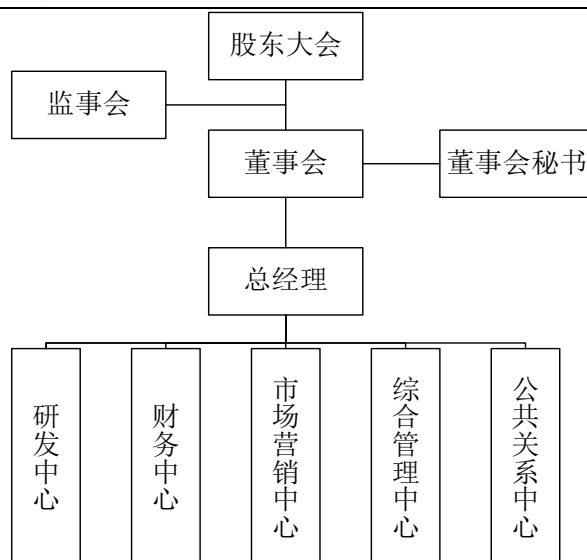 股东大会
监事会
董事会
董事会秘书
总经理
研发中心
财务中心
市场营销中心
综合管理中心
公共关系中心